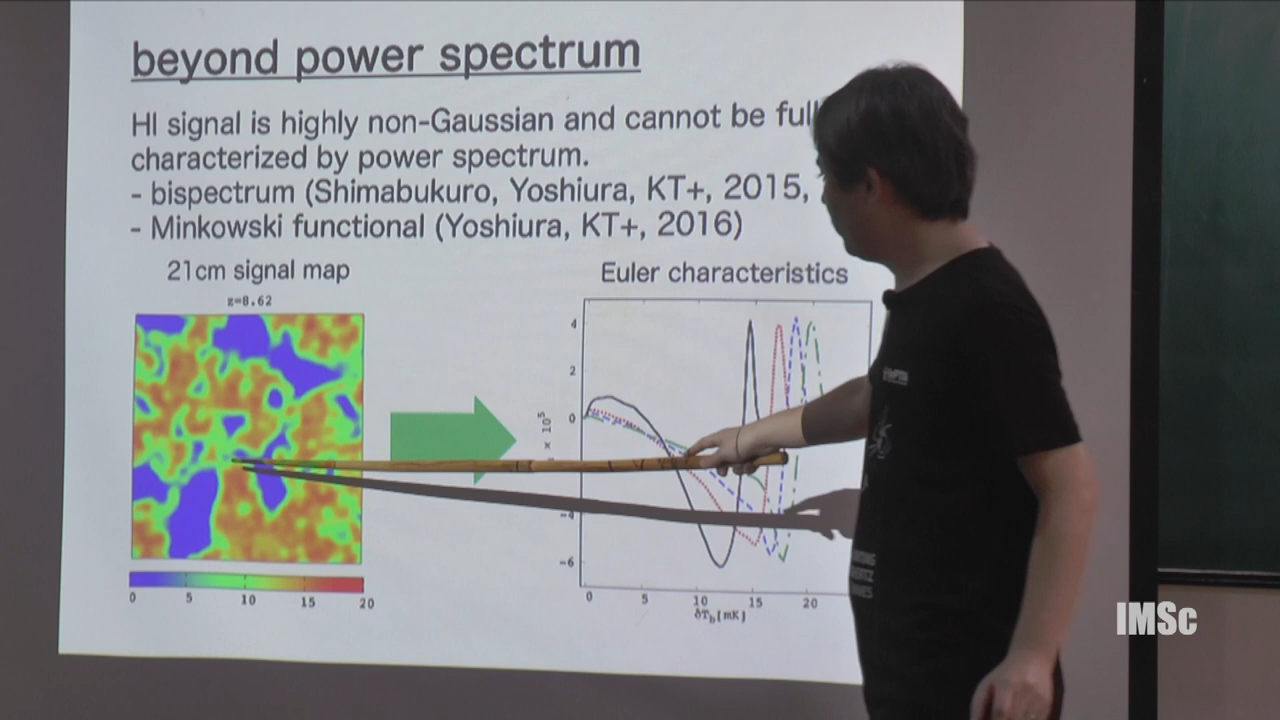 beyond power spectrum
HI signal is highly non-Gaussian and cannot be
characterized by power spectrum.
- bispectrum (Shimabukuro, Yoshiura, KT+, 2015,
- Minkowski functional (Yoshiura, KT+, 2016)
21cm signal map
Euler characteristics
z=8.62
4
2
0
× 10⁵
-4
-6
0 5 10 15 20
δT_b[mK]
0 5 10 15 20
IMSc